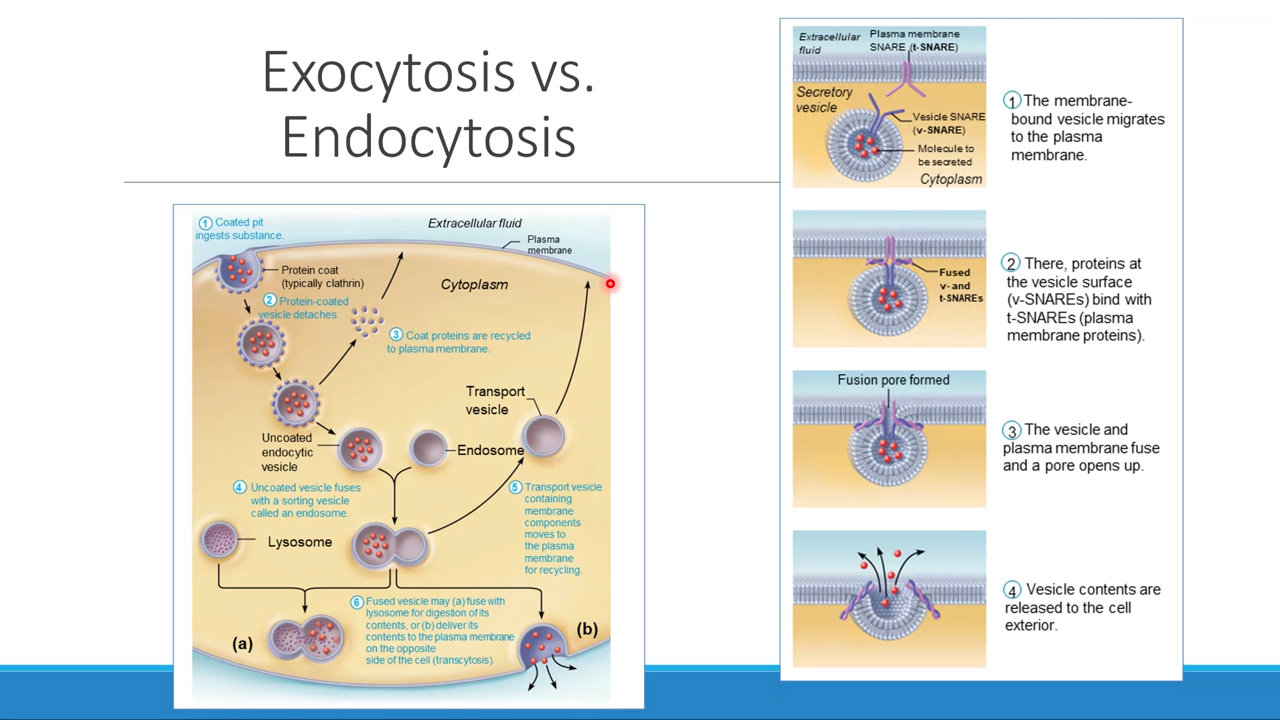 Exocytosis vs.
Endocytosis
1 Coated pit
ingests substance.
Extracellular fluid
Plasma
membrane
Protein coat
(typically clathrin)
Cytoplasm
2 Protein-coated
vesicle detaches.
3 Coat proteins are recycled
to plasma membrane.
Transport
vesicle
Uncoated
endocytic
vesicle
Endosome
4 Uncoated vesicle fuses
with a sorting vesicle
called an endosome.
5 Transport vesicle
containing
membrane
components
moves to
the plasma
membrane
for recycling.
Lysosome
6 Fused vesicle may (a) fuse with
lysosome for digestion of its
contents, or (b) deliver its
contents to the plasma membrane
on the opposite
side of the cell (transcytosis).
(a)
(b)
Extracellular
fluid
Plasma membrane
SNARE (t-SNARE)
Secretory
vesicle
Vesicle SNARE
(v-SNARE)
Molecule to
be secreted
Cytoplasm
1 The membrane-
bound vesicle migrates
to the plasma
membrane.
Fused
v- and
t-SNAREs
2 There, proteins at
the vesicle surface
(v-SNAREs) bind with
t-SNAREs (plasma
membrane proteins).
Fusion pore formed
3 The vesicle and
plasma membrane fuse
and a pore opens up.
4 Vesicle contents are
released to the cell
exterior.